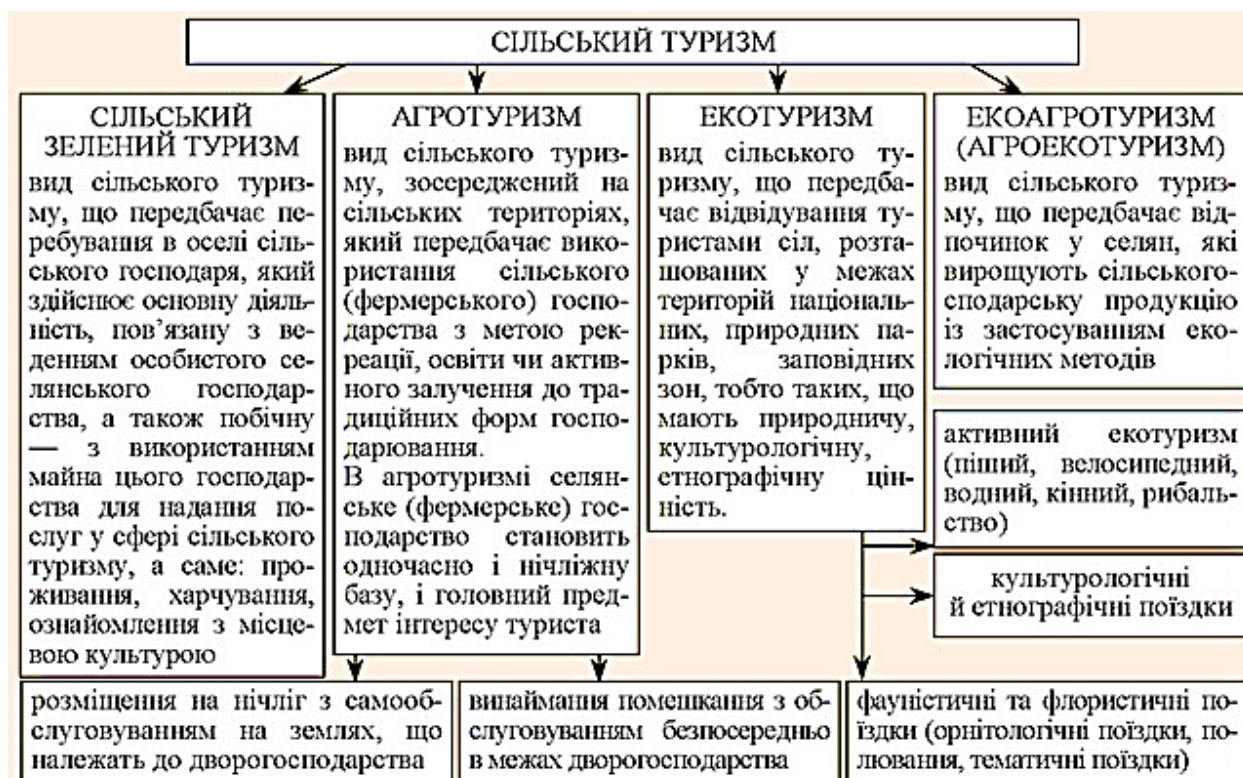 СІЛЬСЬКИЙ ТУРИЗМ
СІЛЬСЬКИЙ
ЗЕЛЕНИЙ ТУРИЗМ
вид сільського туриз-
му, що передбачає пе-
ребування в оселі сіль-
ського господаря, який
здійснює основну діяль-
ність, пов’язану з ве-
денням особистого се-
лянського господар-
ства, а також побічну
— з використанням
майна цього господар-
ства для надання по-
слуг у сфері сільського
туризму, а саме: про-
живання, харчування,
ознайомлення з місце-
вою культурою
АГРОТУРИЗМ
вид сільського туриз-
му, зосереджений на
сільських територіях,
який передбачає вико-
ристання сільського
(фермерського) госпо-
дарства з метою рек-
реації, освіти чи актив-
ного залучення до тра-
диційних форм госпо-
дарювання.
В агротуризмі селян-
ське (фермерське) гос-
подарство становить
одночасно і нічліжну
базу, і головний пред-
мет інтересу туриста
ЕКОТУРИЗМ
вид сільського ту-
ризму, що передба-
чає відвідування ту-
ристами сіл, розта-
шованих у межах
територій національ-
них, природних пар-
ків, заповідних
зон, тобто таких, що
мають природничу,
культурологічну,
етнографічну цін-
ність.
ЕКОАГРОТУРИЗМ
(АГРОЕКОТУРИЗМ)
вид сільського туриз-
му, що передбачає від-
починок у селян, які
вирощують сільського-
сподарську продукцію
із застосуванням еко-
логічних методів
активний екотуризм
(піший, велосипедний,
водний, кінний, рибаль-
ство)
культурологічні
й етнографічні поїздки
розміщення на нічліг з самооб-
слуговуванням на землях, що
належать до дворогосподарства
винаймання помешкання з об-
слуговуванням безпосередньо
в межах дворогосподарства
фауністичні та флористичні по-
їздки (орнітологічні поїздки, по-
лювання, тематичні поїздки)